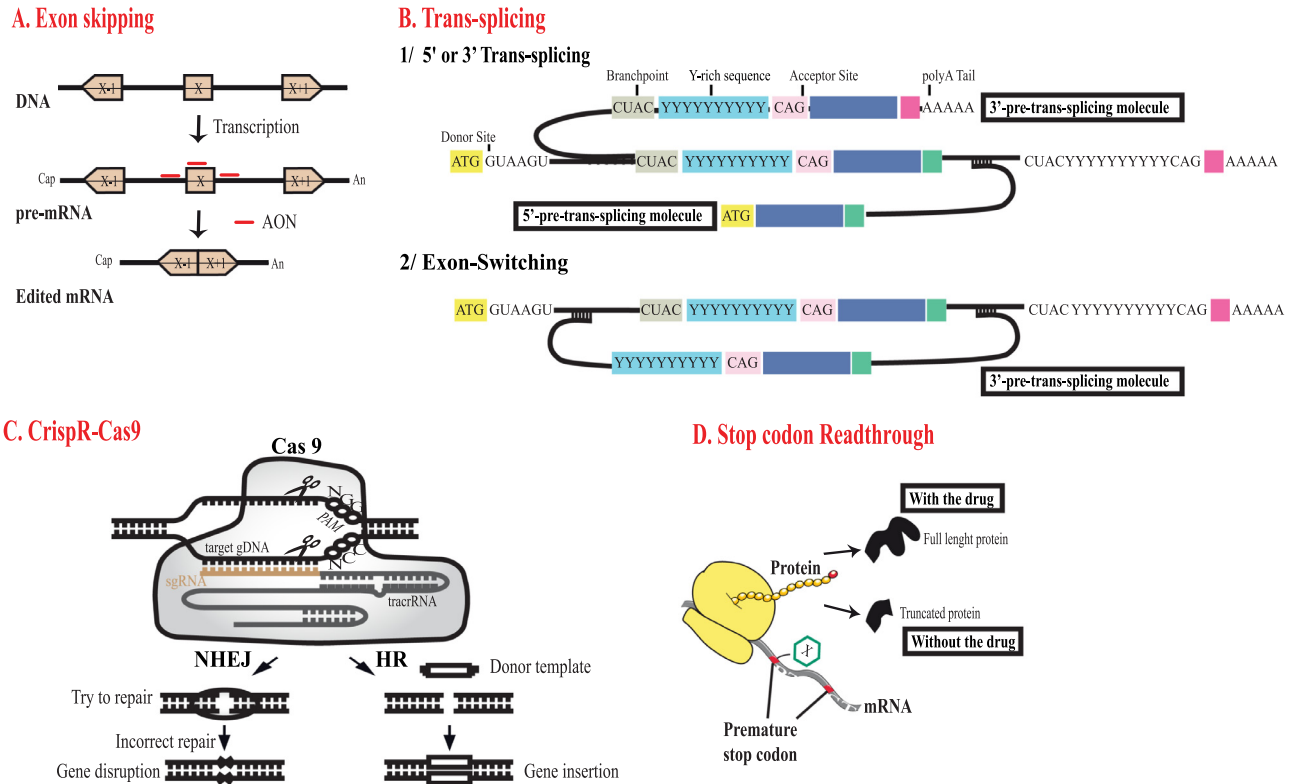 A. Exon skipping
X-1 X X+1
DNA
Transcription
Cap X-1 X X+1 An
pre-mRNA
AON
Cap X-1 X+1 An
Edited mRNA
B. Trans-splicing
1/ 5' or 3' Trans-splicing
Branchpoint Y-rich sequence Acceptor Site polyA Tail
CUAC YYYYYYYYYY CAG AAAAA 3'-pre-trans-splicing molecule
Donor Site
ATG GUAAGU CUAC YYYYYYYYYY CAG CUACYYYYYYYYYYCAG AAAAA
5'-pre-trans-splicing molecule ATG
2/ Exon-Switching
ATG GUAAGU CUAC YYYYYYYYYY CAG CUAC YYYYYYYYYYCAG AAAAA
YYYYYYYYYY CAG
3'-pre-trans-splicing molecule
C. CrispR-Cas9
Cas 9
NGG
PAM
target gDNA
NCC
sgRNA
tracrRNA
NHEJ HR
Donor template
Try to repair
Incorrect repair
Gene disruption Gene insertion
D. Stop codon Readthrough
With the drug
Full lenght protein
Protein
Truncated protein
Without the drug
X
mRNA
Premature
stop codon